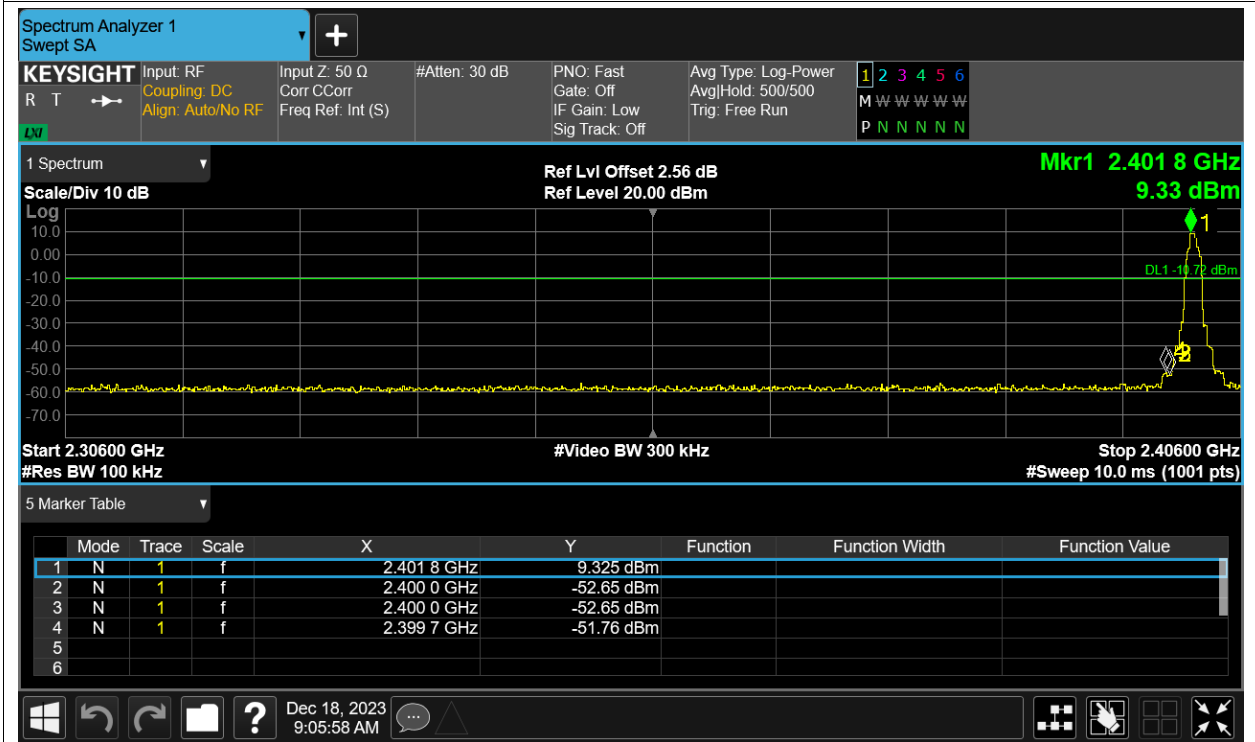 Spectrum Analyzer 1
Swept SA
+
KEYSIGHT
R T
LXI
Input: RF
Coupling: DC
Align: Auto/No RF
Input Z: 50 Ω
Corr CCorr
Freq Ref: Int (S)
#Atten: 30 dB
PNO: Fast
Gate: Off
IF Gain: Low
Sig Track: Off
Avg Type: Log-Power
Avg|Hold: 500/500
Trig: Free Run
1 2 3 4 5 6
M W W W W W
P N N N N N
1 Spectrum
Scale/Div 10 dB
Ref Lvl Offset 2.56 dB
Ref Level 20.00 dBm
Mkr1 2.401 8 GHz
9.33 dBm
Log
1
10.0
0.00
DL1 -10.72 dBm
-10.0
-20.0
-30.0
-40.0
-50.0
-60.0
-70.0
Start 2.30600 GHz
#Video BW 300 kHz
Stop 2.40600 GHz
#Res BW 100 kHz
#Sweep 10.0 ms (1001 pts)
5 Marker Table
Mode Trace Scale X Y Function Function Width Function Value
1 N 1 f 2.401 8 GHz 9.325 dBm
2 N 1 f 2.400 0 GHz -52.65 dBm
3 N 1 f 2.400 0 GHz -52.65 dBm
4 N 1 f 2.399 7 GHz -51.76 dBm
5
6
?
Dec 18, 2023
9:05:58 AM